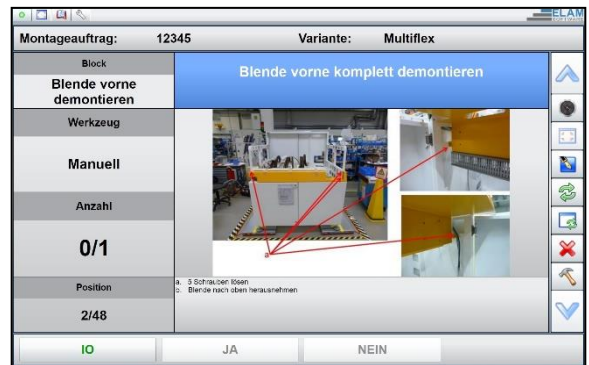 ELAM
Montageauftrag: 12345 Variante: Multiflex
Block
Blende vorne
demontieren
Blende vorne komplett demontieren
Werkzeug
Manuell
Anzahl
0/1
a
Position
2/48
a. 5 Schrauben lösen
b. Blende nach oben herausnehmen
IO JA NEIN